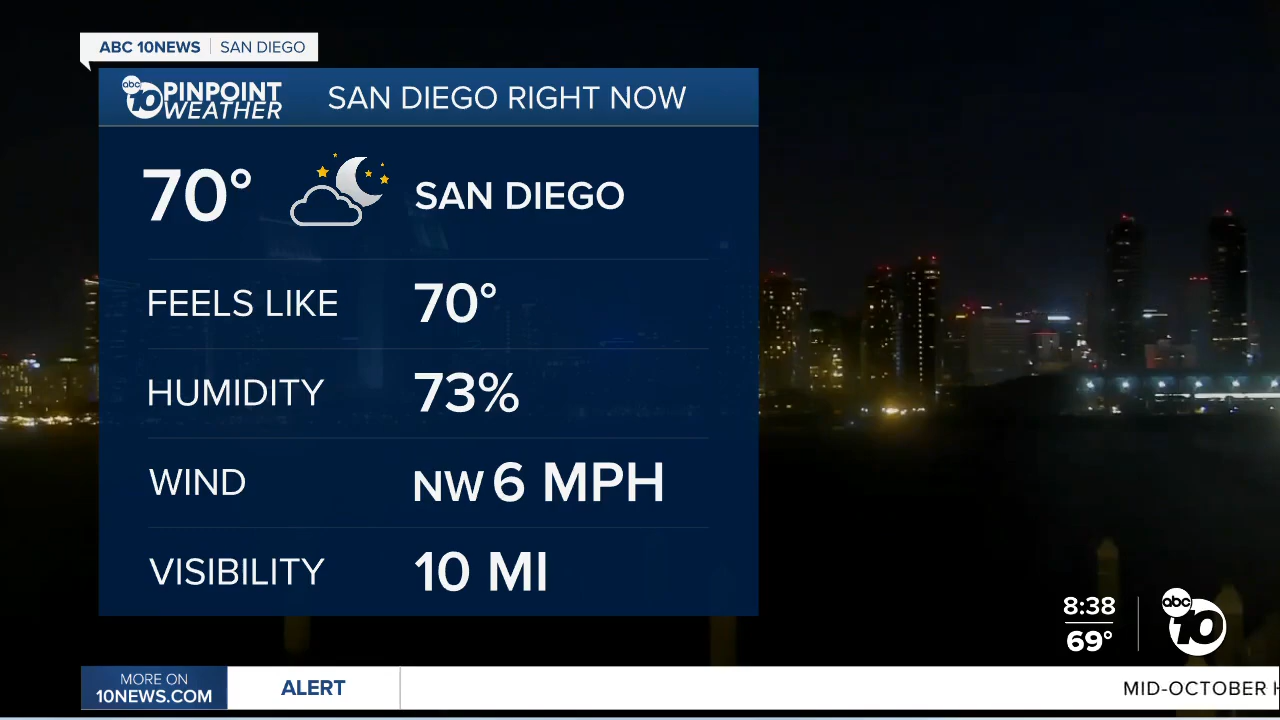 ABC 10NEWS | SAN DIEGO
abc 10 PINPOINT WEATHER
SAN DIEGO RIGHT NOW
70° SAN DIEGO
FEELS LIKE 70°
HUMIDITY 73%
WIND NW 6 MPH
VISIBILITY 10 MI
8:38
69°
abc 10
MORE ON
10NEWS.COM
ALERT
MID-OCTOBER